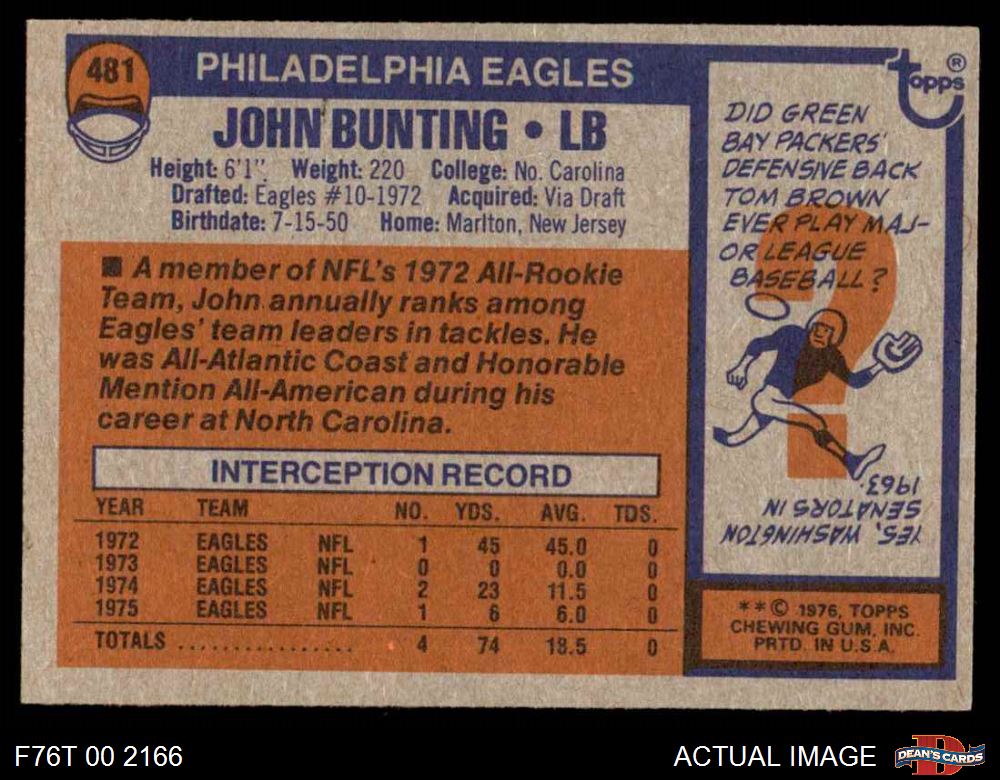 481
PHILADELPHIA EAGLES
JOHN BUNTING • LB
Height: 6'1". Weight: 220 College: No. Carolina
Drafted: Eagles #10-1972 Acquired: Via Draft
Birthdate: 7-15-50 Home: Marlton, New Jersey
■ A member of NFL's 1972 All-Rookie
Team, John annually ranks among
Eagles' team leaders in tackles. He
was All-Atlantic Coast and Honorable
Mention All-American during his
career at North Carolina.
INTERCEPTION RECORD
YEAR TEAM NO. YDS. AVG. TDS.
1972 EAGLES NFL 1 45 45.0 0
1973 EAGLES NFL 0 0 0.0 0
1974 EAGLES NFL 2 23 11.5 0
1975 EAGLES NFL 1 6 6.0 0
TOTALS ................ 4 74 18.5 0
topps ®
DID GREEN
BAY PACKERS'
DEFENSIVE BACK
TOM BROWN
EVER PLAY MAJ-
OR LEAGUE
BASEBALL?
?
YES, WASHINGTON
SENATORS IN
1963.
**© 1976, TOPPS
CHEWING GUM, INC.
PRTD. IN U.S.A.
F76T 00 2166
ACTUAL IMAGE
D
DEAN'S CARDS